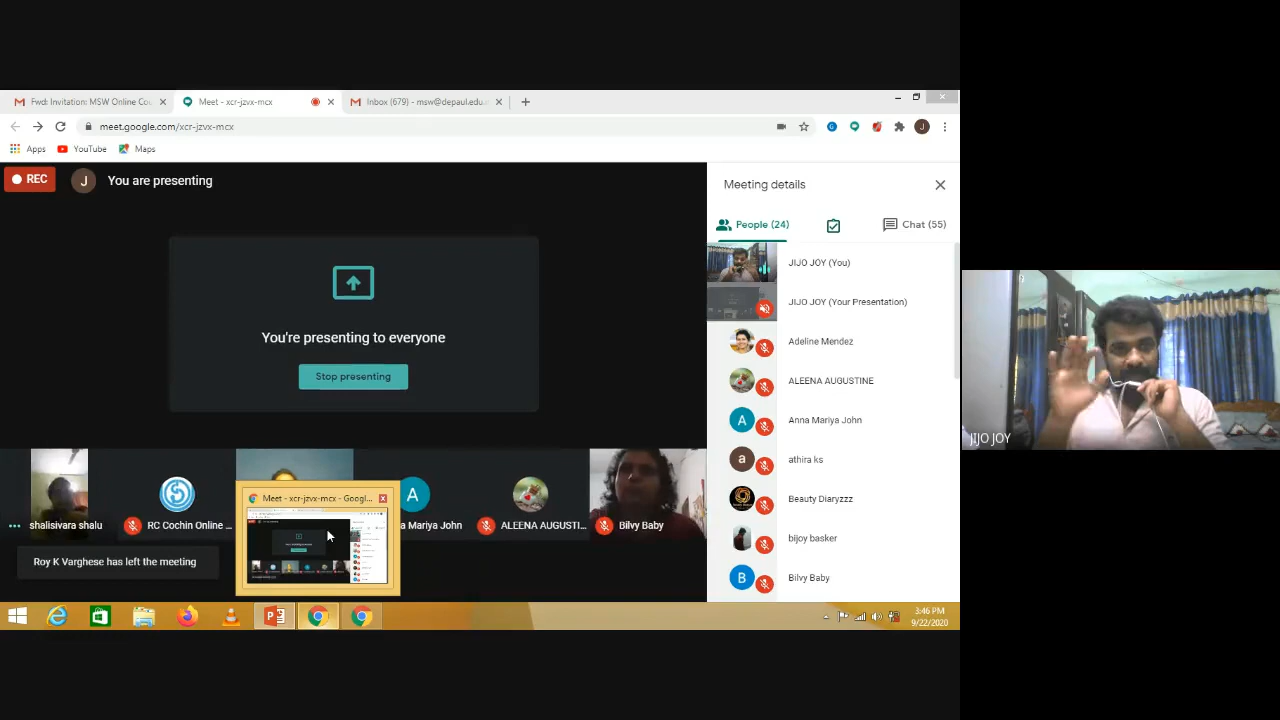 Fwd: Invitation: MSW Online Cou
Meet - xcr-jzvx-mcx
Inbox (679) - msw@depaul.edu.
meet.google.com/xcr-jzvx-mcx
J
Apps
YouTube
Maps
REC
J
You are presenting
Meeting details
People (24)
Chat (55)
You're presenting to everyone
Stop presenting
JIJO JOY (You)
JIJO JOY (Your Presentation)
Adeline Mendez
ALEENA AUGUSTINE
A
Anna Mariya John
a
athira ks
Beauty Diaryzzz
bijoy basker
B
Bilvy Baby
shalisivara shalu
RC Cochin Online ...
Meet - xcr-jzvx-mcx - Googl...
A
na Mariya John
ALEENA AUGUSTI...
Bilvy Baby
Roy K Varghese has left the meeting
JIJO JOY
3:46 PM
9/22/2020